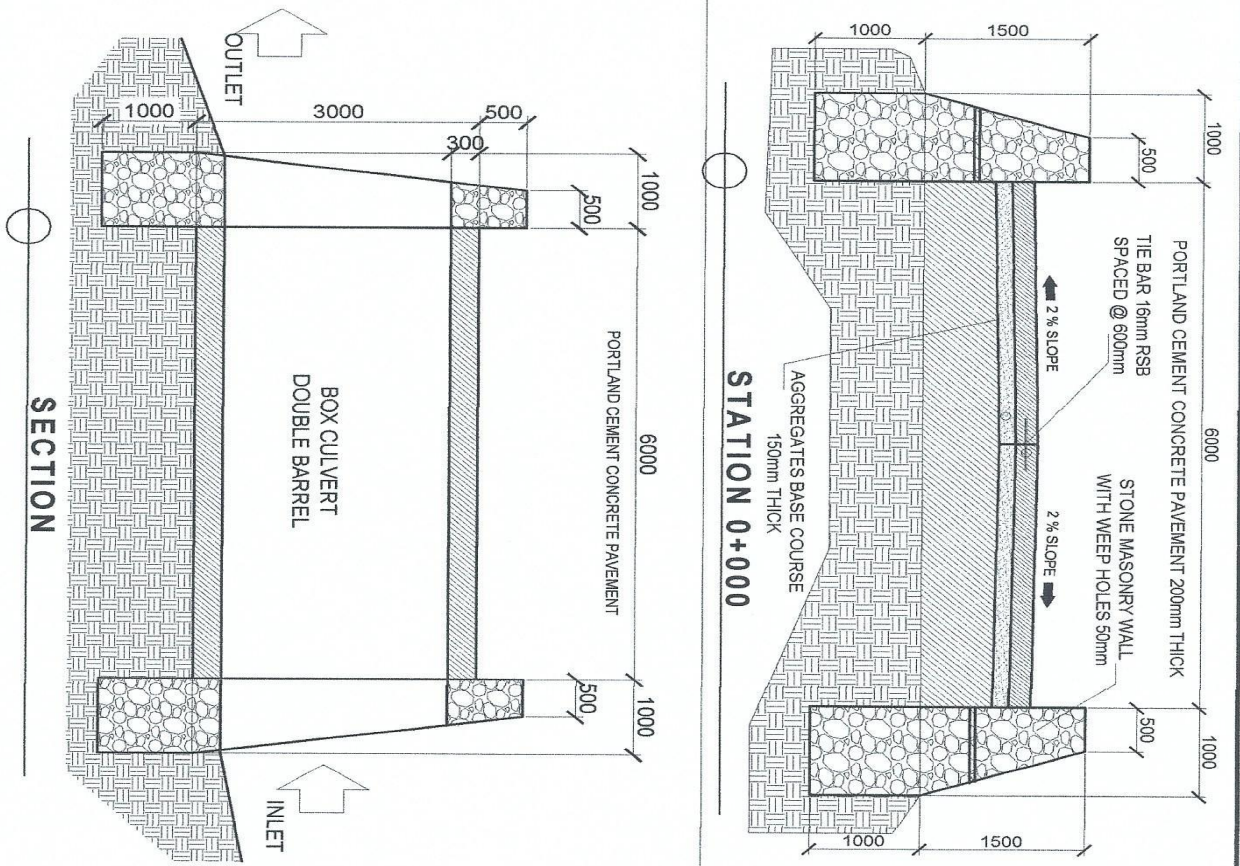 1000
6000
1000
500
500
PORTLAND CEMENT CONCRETE PAVEMENT 200mm THICK
TIE BAR 16mm RSB
SPACED @ 600mm
STONE MASONRY WALL
WITH WEEP HOLES 50mm
2 % SLOPE
2 % SLOPE
1500
1000
1500
1000
AGGREGATES BASE COURSE
150mm THICK
STATION 0+000
1000
6000
1000
500
500
PORTLAND CEMENT CONCRETE PAVEMENT
500
300
3000
1000
BOX CULVERT
DOUBLE BARREL
OUTLET
INLET
SECTION